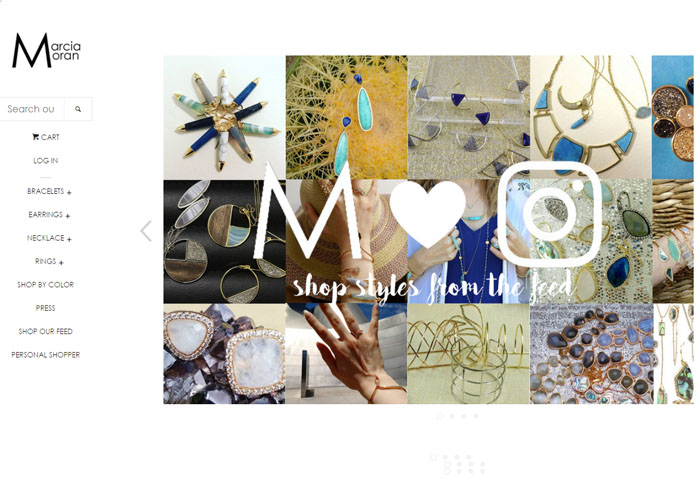 Marcia
Moran
Search ou
CART
LOG IN
BRACELETS +
EARRINGS +
NECKLACE +
RINGS +
SHOP BY COLOR
PRESS
SHOP OUR FEED
PERSONAL SHOPPER
M
shop styles from the feed